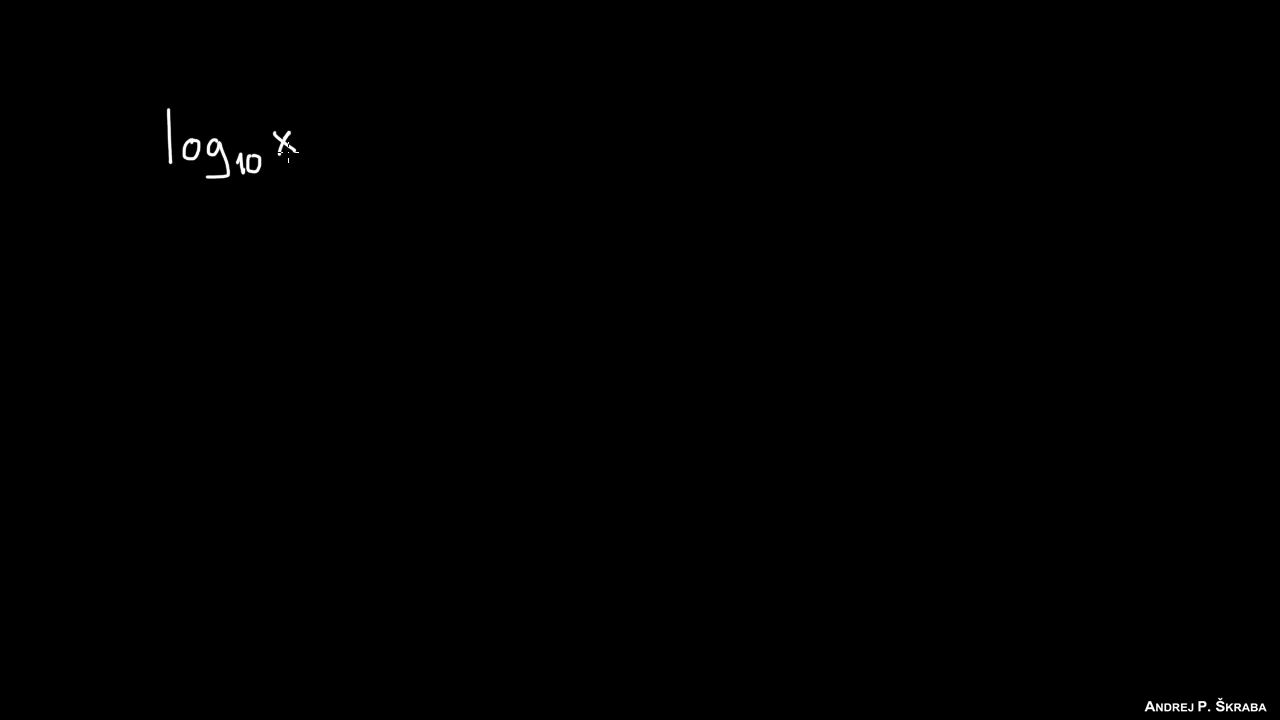 log₁₀ x
ANDREJ P. ŠKRABA